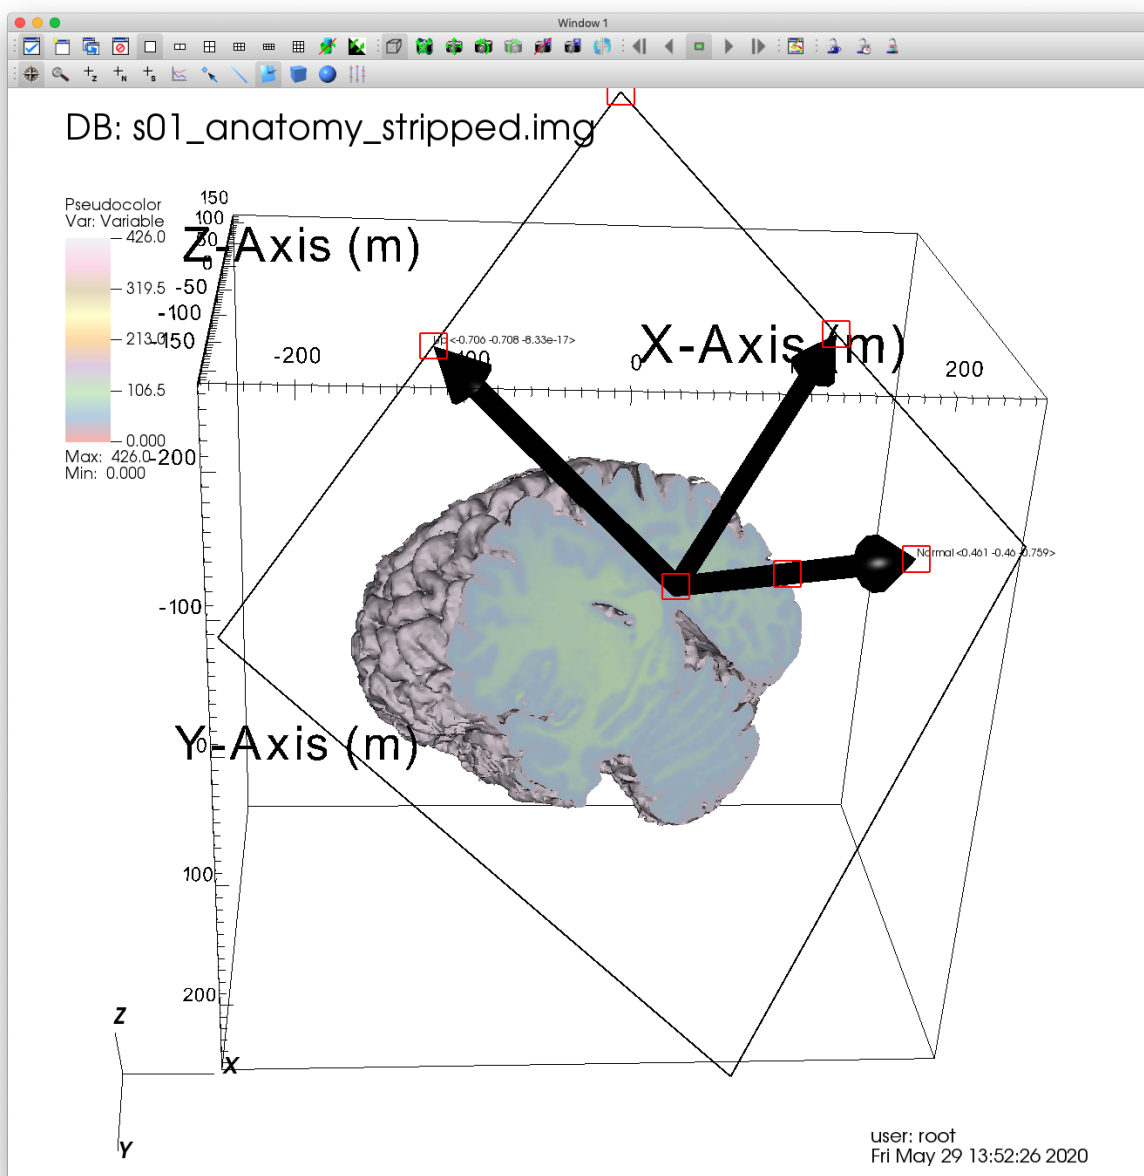 Window 1
DB: s01_anatomy_stripped.img
Pseudocolor
Var: Variable
426.0
319.5
213.0
106.5
0.000
Max: 426.0
Min: 0.000
150
100
50
0
-50
-100
-150
Z-Axis (m)
-200
0
200
X-Axis (m)
Up <-0.706 -0.708 -8.33e-17>
Normal <0.461 -0.46
-200
-100
0
100
200
Y-Axis (m)
Z
X
Y
user: root
Fri May 29 13:52:26 2020